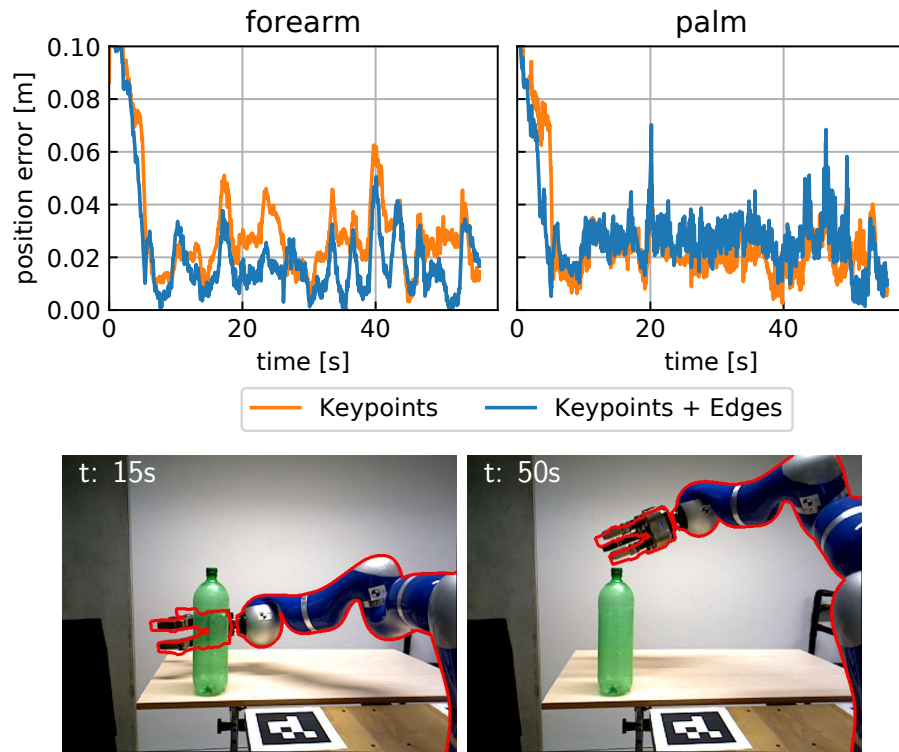 forearm
palm
position error [m]
0.10
0.08
0.06
0.04
0.02
0.00
0
20
40
0
20
40
time [s]
time [s]
Keypoints
Keypoints + Edges
t: 15s
t: 50s